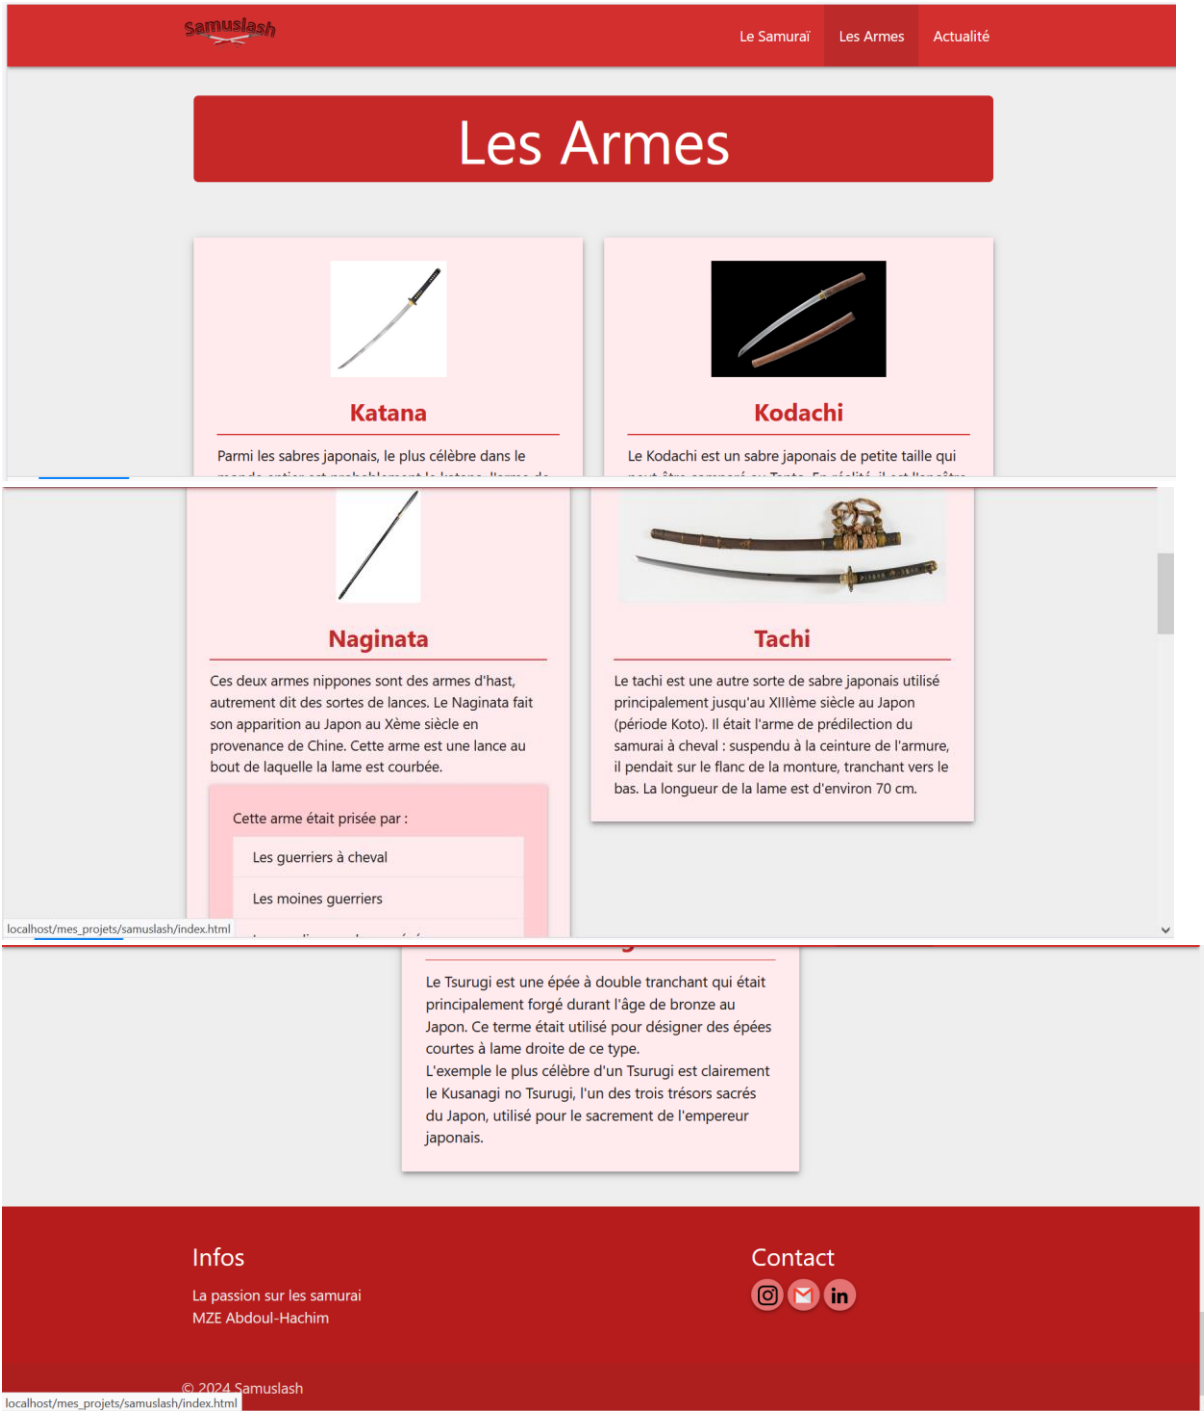 Samuslash
Le Samuraï Les Armes Actualité
Les Armes
Katana
Parmi les sabres japonais, le plus célèbre dans le
Kodachi
Le Kodachi est un sabre japonais de petite taille qui
Naginata
Ces deux armes nippones sont des armes d'hast,
autrement dit des sortes de lances. Le Naginata fait
son apparition au Japon au Xème siècle en
provenance de Chine. Cette arme est une lance au
bout de laquelle la lame est courbée.
Cette arme était prisée par :
Les guerriers à cheval
Les moines guerriers
Tachi
Le tachi est une autre sorte de sabre japonais utilisé
principalement jusqu'au XIIIème siècle au Japon
(période Koto). Il était l'arme de prédilection du
samurai à cheval : suspendu à la ceinture de l'armure,
il pendait sur le flanc de la monture, tranchant vers le
bas. La longueur de la lame est d'environ 70 cm.
localhost/mes_projets/samuslash/index.html
Le Tsurugi est une épée à double tranchant qui était
principalement forgé durant l'âge de bronze au
Japon. Ce terme était utilisé pour désigner des épées
courtes à lame droite de ce type.
L'exemple le plus célèbre d'un Tsurugi est clairement
le Kusanagi no Tsurugi, l'un des trois trésors sacrés
du Japon, utilisé pour le sacrement de l'empereur
japonais.
Infos
La passion sur les samurai
MZE Abdoul-Hachim
Contact
in
© 2024 Samuslash
localhost/mes_projets/samuslash/index.html